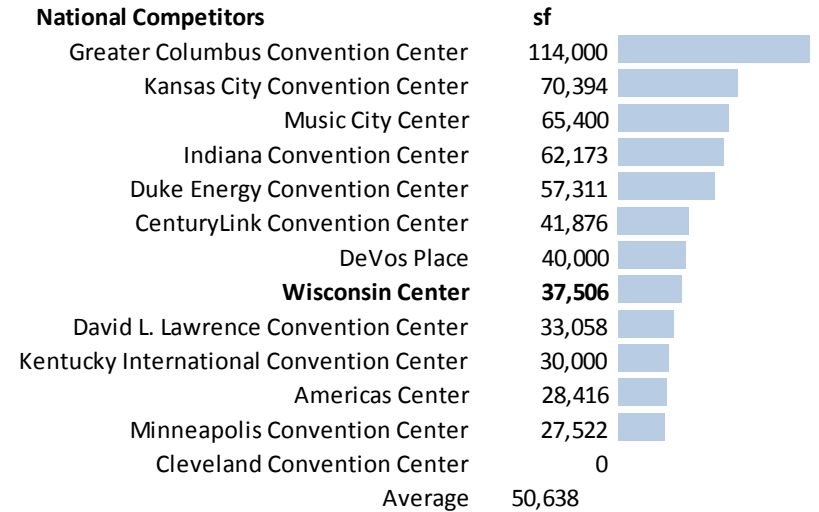 National Competitors sf
Greater Columbus Convention Center 114,000
Kansas City Convention Center 70,394
Music City Center 65,400
Indiana Convention Center 62,173
Duke Energy Convention Center 57,311
CenturyLink Convention Center 41,876
DeVos Place 40,000
Wisconsin Center 37,506
David L. Lawrence Convention Center 33,058
Kentucky International Convention Center 30,000
Americas Center 28,416
Minneapolis Convention Center 27,522
Cleveland Convention Center 0
Average 50,638